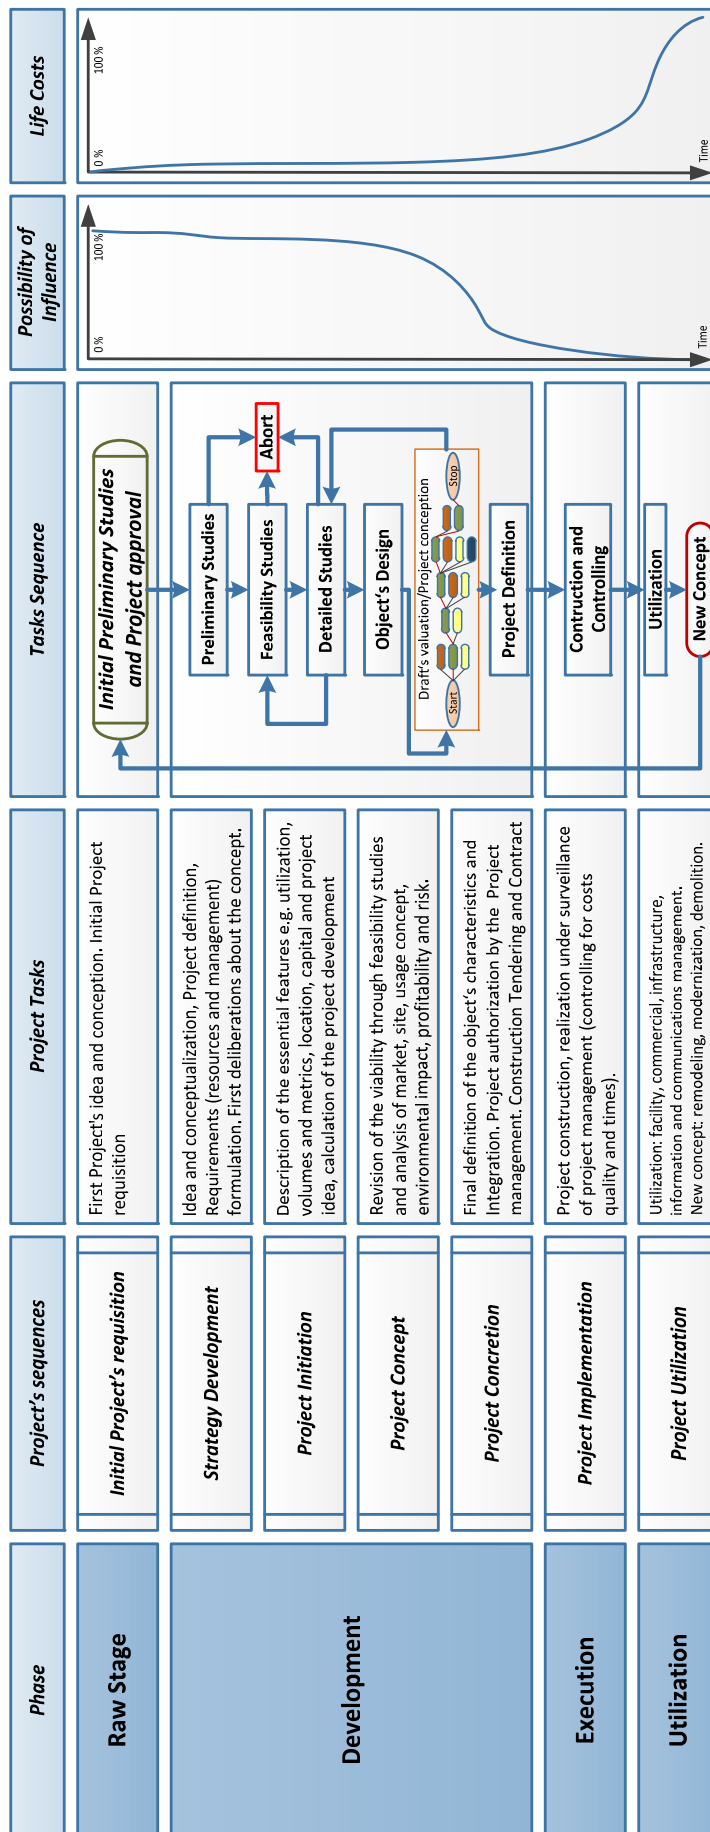 Phase
Project's sequences
Project Tasks
Tasks Sequence
Possibility of
Influence
Life Costs
Raw Stage
Initial Project's requisition
First Project's idea and conception. Initial Project
requisition
Initial Preliminary Studies
and Project approval
Development
Strategy Development
Idea and conceptualization, Project definition,
Requirements (resources and management)
formulation. First deliberations about the concept.
Project Initiation
Description of the essential features e.g. utilization,
volumes and metrics, location, capital and project
idea, calculation of the project development
Project Concept
Revision of the viability through feasibility studies
and analysis of market, site, usage concept,
environmental impact, profitability and risk.
Project Concretion
Final definition of the object's characteristics and
Integration. Project authorization by the Project
management. Construction Tendering and Contract
Preliminary Studies
Feasibility Studies
Abort
Detailed Studies
Object's Design
Draft's valuation/Project conception
Start
Stop
Project Definition
Execution
Project Implementation
Project construction, realization under surveillance
of project management (controlling for costs
quality and times).
Contruction and
Controlling
Utilization
Project Utilization
Utilization: facility, commercial, infrastructure,
information and communications management.
New concept: remodeling, modernization, demolition.
Utilization
New Concept
0 %
100%
Time
0 %
100%
Time